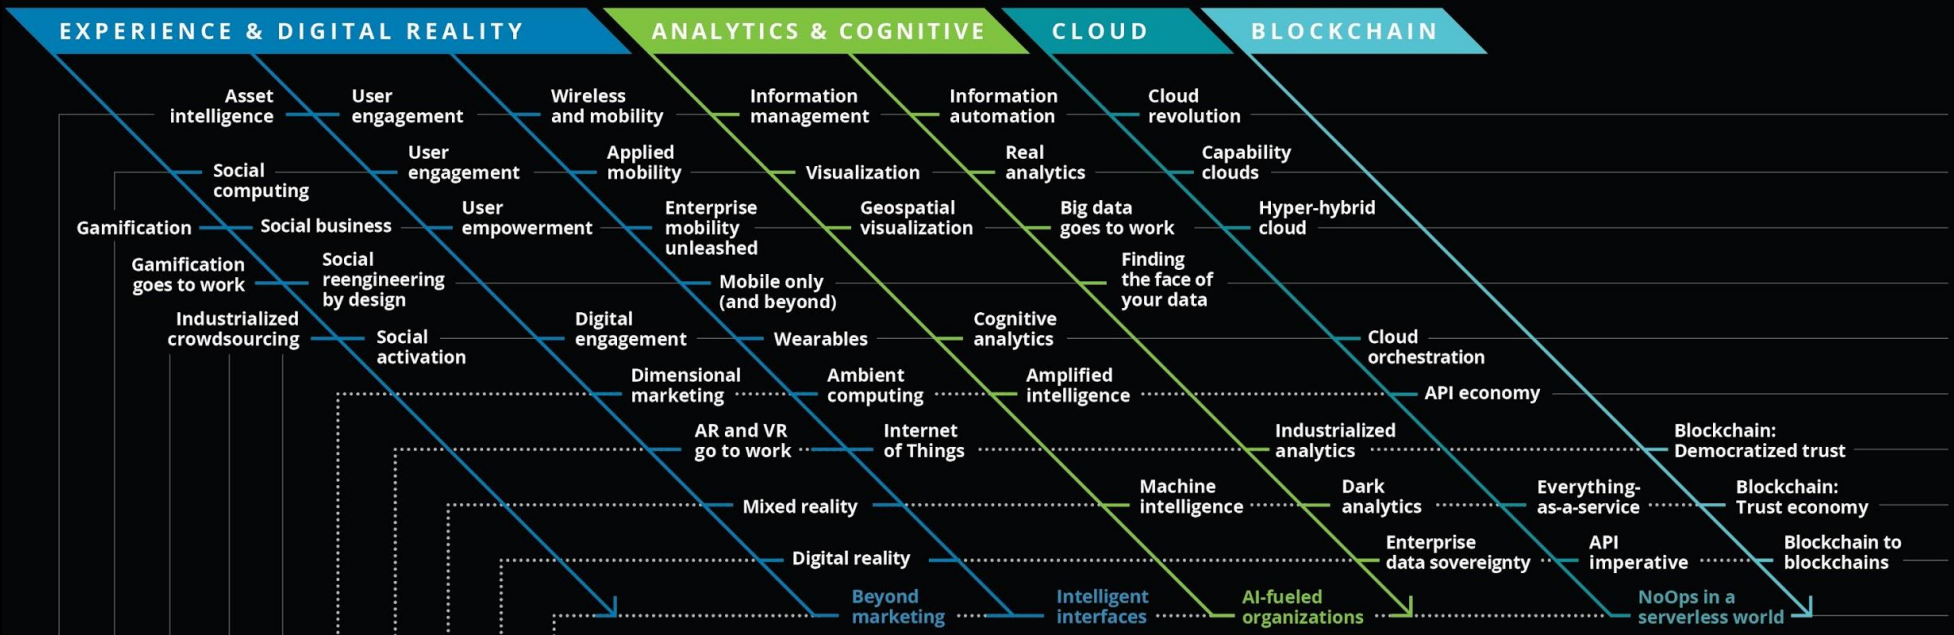 EXPERIENCE & DIGITAL REALITY
ANALYTICS & COGNITIVE
CLOUD
BLOCKCHAIN
Asset
intelligence
User
engagement
Wireless
and mobility
Information
management
Information
automation
Cloud
revolution
Social
computing
User
engagement
Applied
mobility
Visualization
Real
analytics
Capability
clouds
Gamification
Social business
User
empowerment
Enterprise
mobility
unleashed
Geospatial
visualization
Big data
goes to work
Hyper-hybrid
cloud
Gamification
goes to work
Social
reengineering
by design
Mobile only
(and beyond)
Finding
the face of
your data
Industrialized
crowdsourcing
Social
activation
Digital
engagement
Wearables
Cognitive
analytics
Cloud
orchestration
Dimensional
marketing
Ambient
computing
Amplified
intelligence
API economy
AR and VR
go to work
Internet
of Things
Industrialized
analytics
Blockchain:
Democratized trust
Mixed reality
Machine
intelligence
Dark
analytics
Everything-
as-a-service
Blockchain:
Trust economy
Digital reality
Enterprise
data sovereignty
API
imperative
Blockchain to
blockchains
Beyond
marketing
Intelligent
interfaces
AI-fueled
organizations
NoOps in a
serverless world